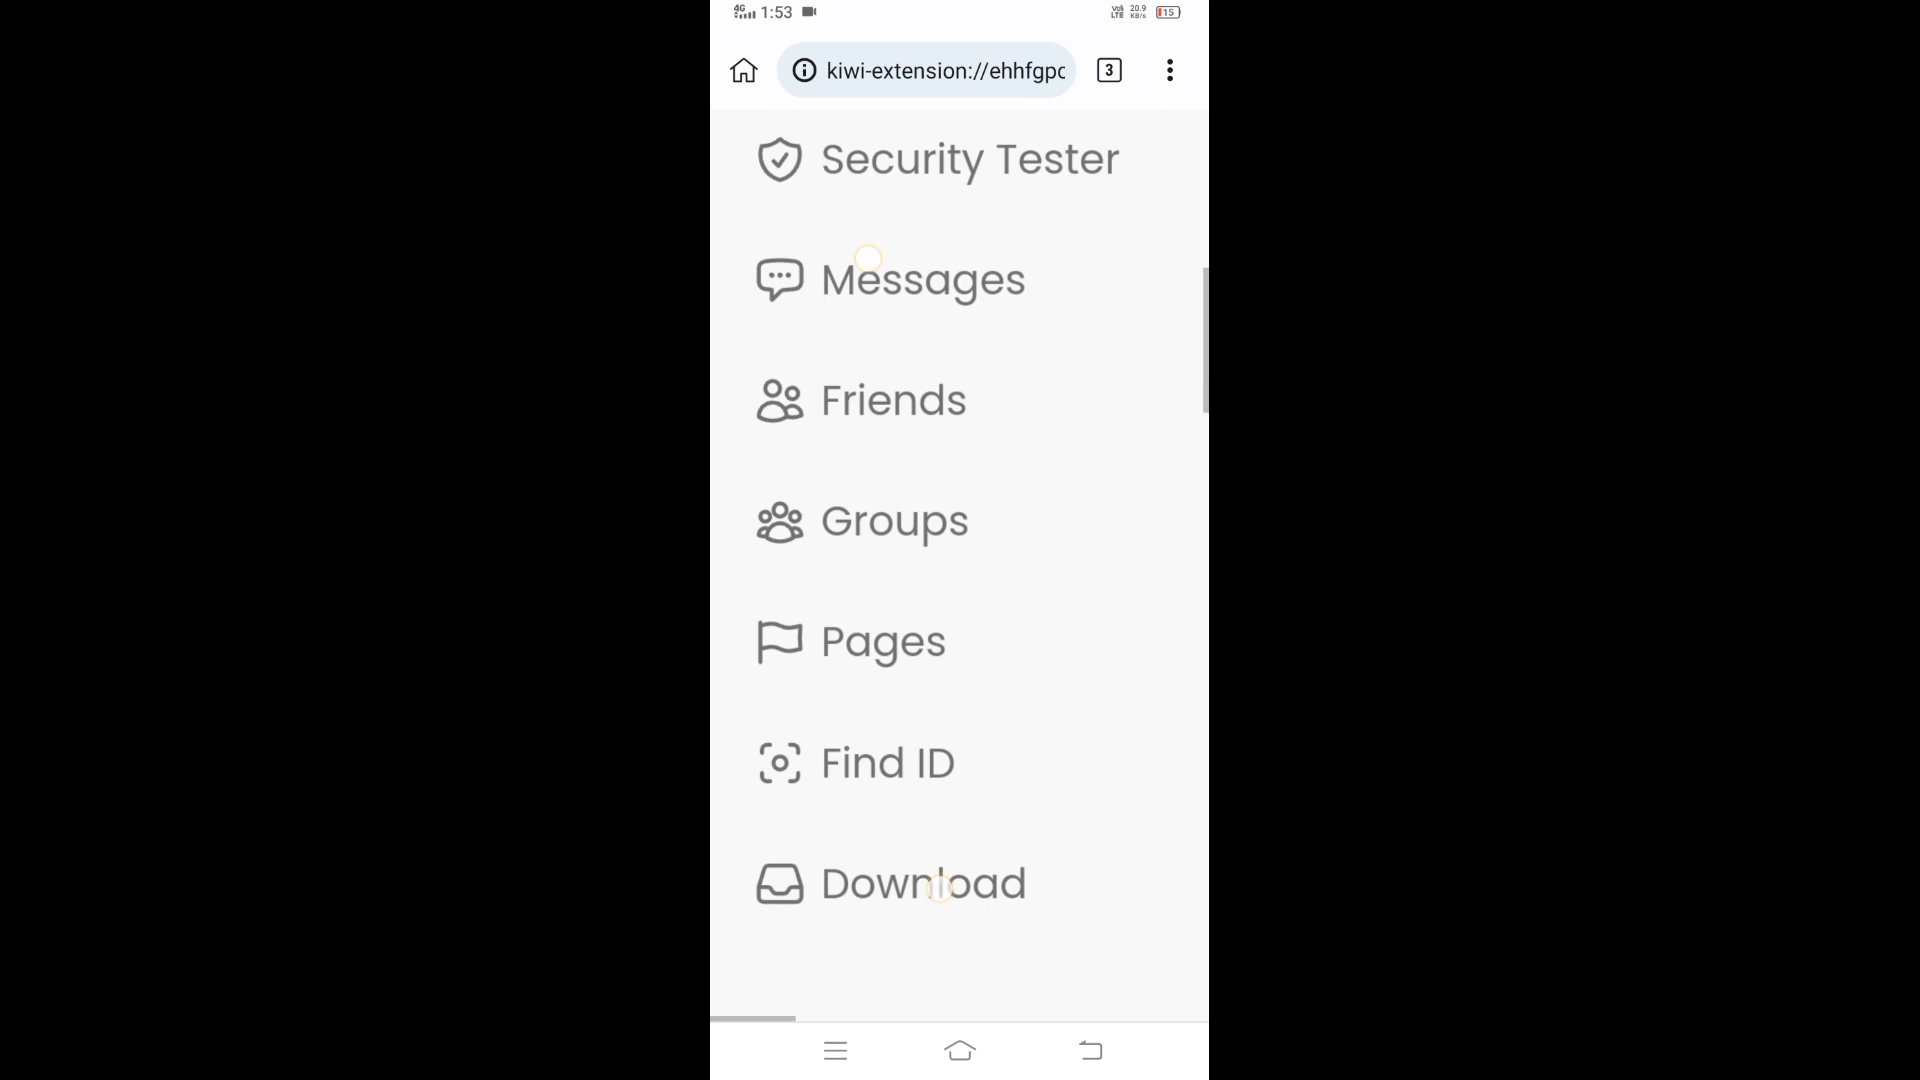 4G 1:53 VoLTE 20.9 KB/s 15
kiwi-extension://ehhfgpc
3
Security Tester
Messages
Friends
Groups
Pages
Find ID
Download